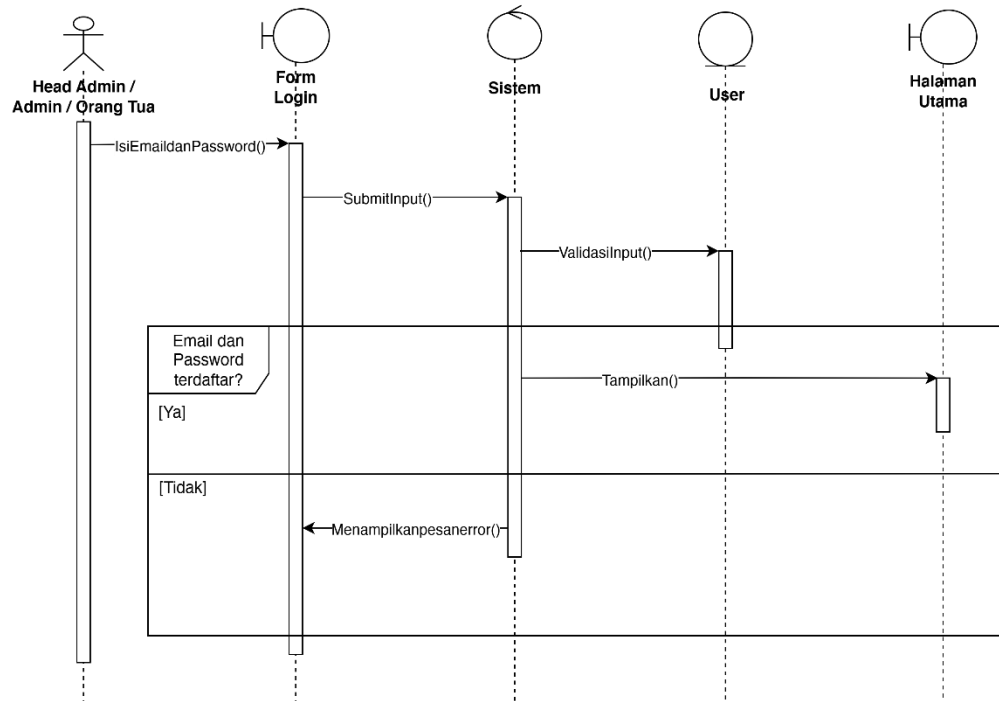 Head Admin /
Admin / Orang Tua
Form
Login
Sistem
User
Halaman
Utama
IsiEmaildanPassword()
SubmitInput()
ValidasiInput()
Email dan
Password
terdaftar?
Tampilkan()
[Ya]
[Tidak]
Menampilkanpesanerror()